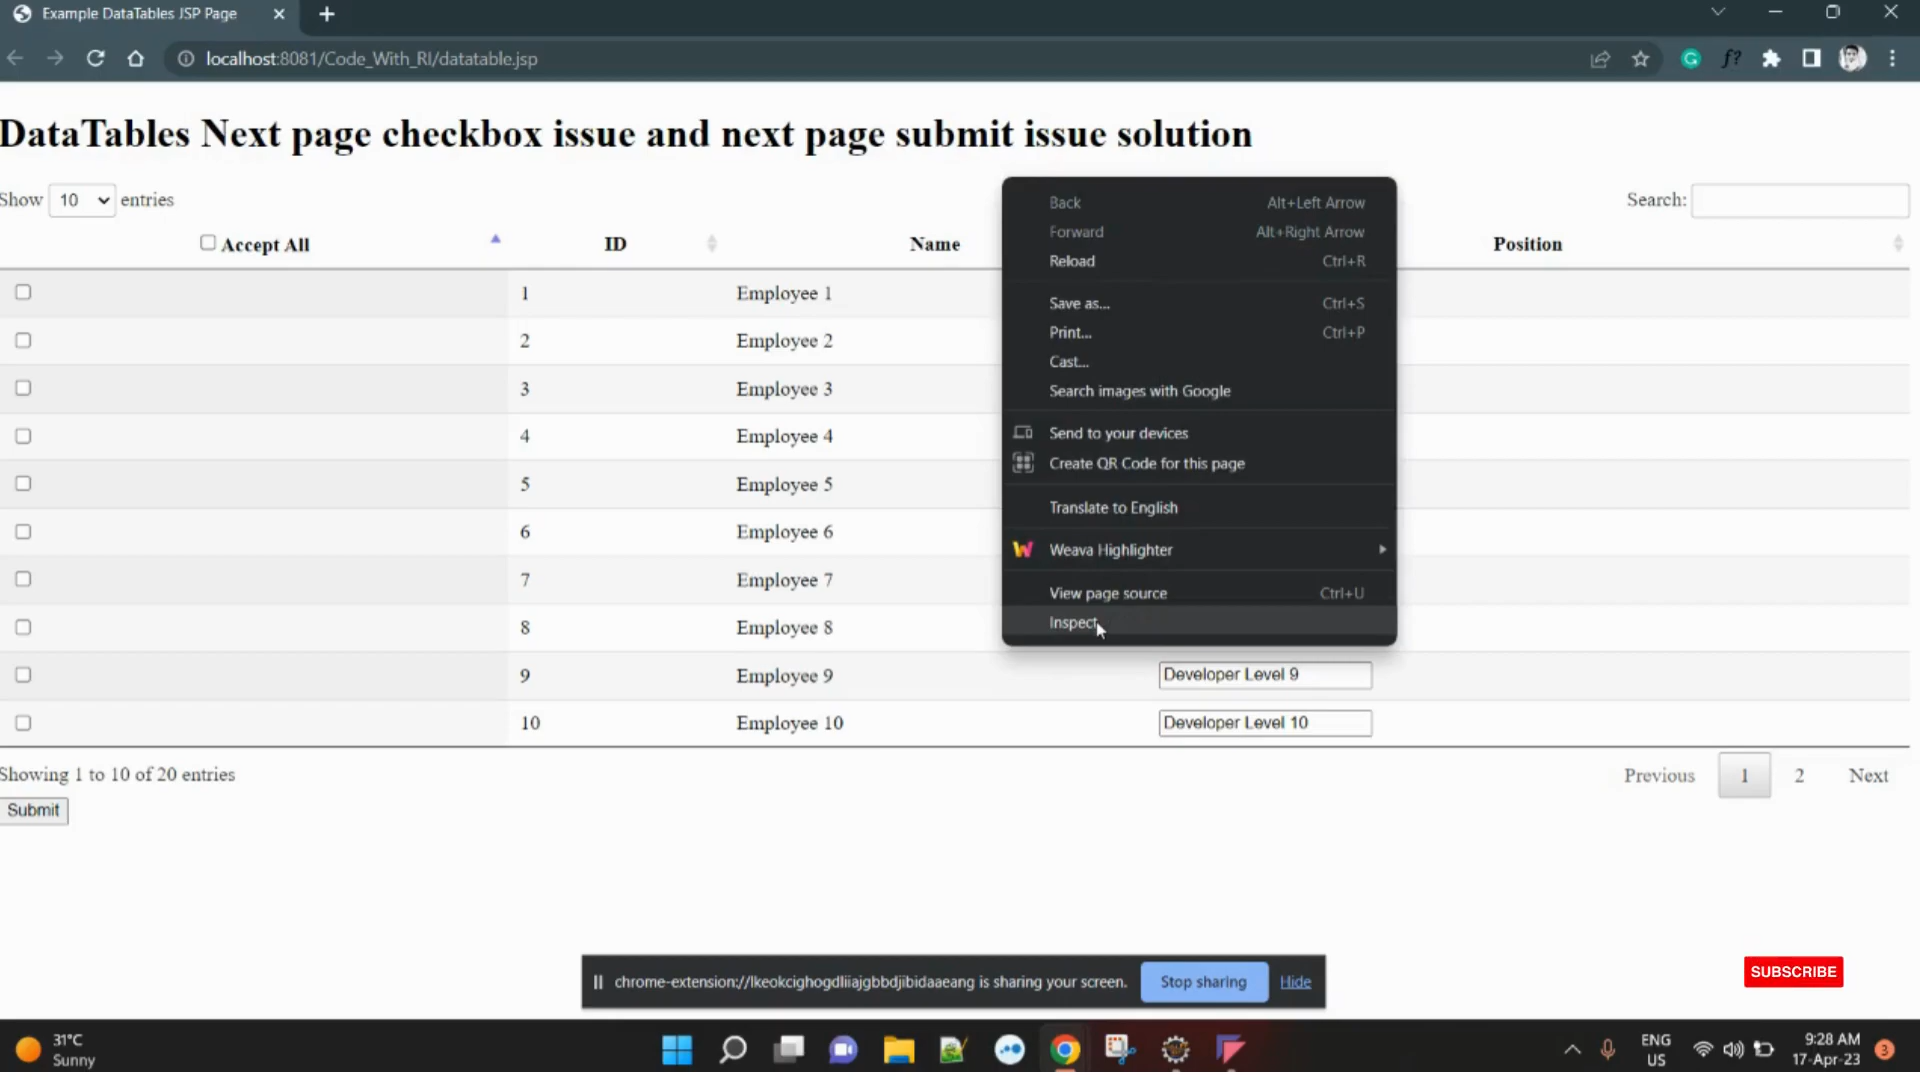 Example DataTables JSP Page
localhost:8081/Code_With_RI/datatable.jsp
DataTables Next page checkbox issue and next page submit issue solution
Show 10 entries
Search:
Accept All ID Name Position
1 Employee 1
2 Employee 2
3 Employee 3
4 Employee 4
5 Employee 5
6 Employee 6
7 Employee 7
8 Employee 8
9 Employee 9 Developer Level 9
10 Employee 10 Developer Level 10
Back Alt+Left Arrow
Forward Alt+Right Arrow
Reload Ctrl+R
Save as... Ctrl+S
Print... Ctrl+P
Cast...
Search images with Google
Send to your devices
Create QR Code for this page
Translate to English
Weava Highlighter
View page source Ctrl+U
Inspect
Showing 1 to 10 of 20 entries
Previous 1 2 Next
Submit
chrome-extension://lkeokcighogdliiajgbbdjibidaaeang is sharing your screen. Stop sharing Hide
SUBSCRIBE
31°C
Sunny
ENG
US
9:28 AM
17-Apr-23
3